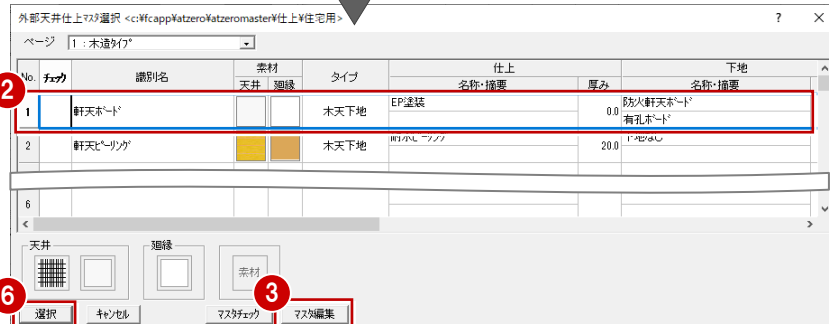 外部天井仕上ﾏｽﾀ選択 <c:¥fcapp¥atzero¥atzeromaster¥仕上¥住宅用>
ページ 1 : 木造ﾀｲﾌﾟ
No. ﾁｪｯｸ 識別名 素材 タイプ 仕上 下地
天井 廻縁 名称・摘要 厚み 名称・摘要
2
1 軒天ﾎﾞｰﾄﾞ 木天下地 EP塗装 0.0 防火軒天ﾎﾞｰﾄﾞ
有孔ﾎﾞｰﾄﾞ
2 軒天ﾋﾟｰﾘﾝｸﾞ 木天下地 20.0
6
天井 廻縁
素材
3
6
選択 ｷｬﾝｾﾙ マスタﾁｪｯｸ マスタ編集